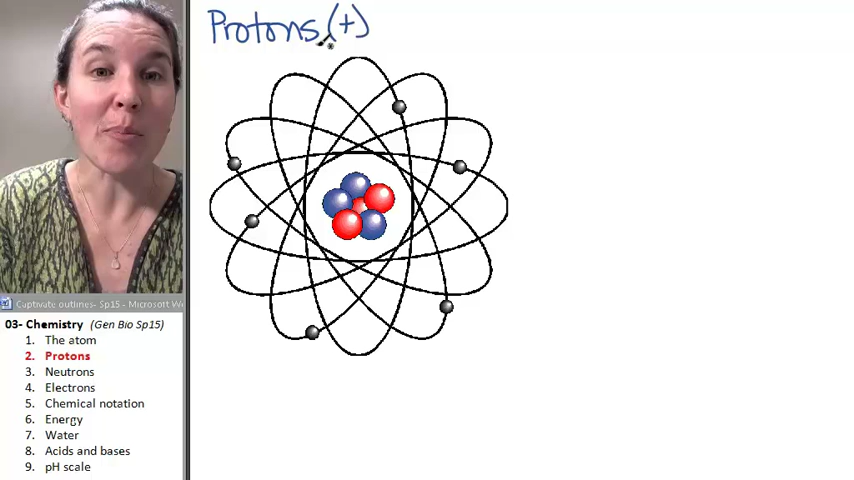 Protons (+)
Captivate outlines- Sp15 - Microsoft W
03- Chemistry (Gen Bio Sp15)
1. The atom
2. Protons
3. Neutrons
4. Electrons
5. Chemical notation
6. Energy
7. Water
8. Acids and bases
9. pH scale